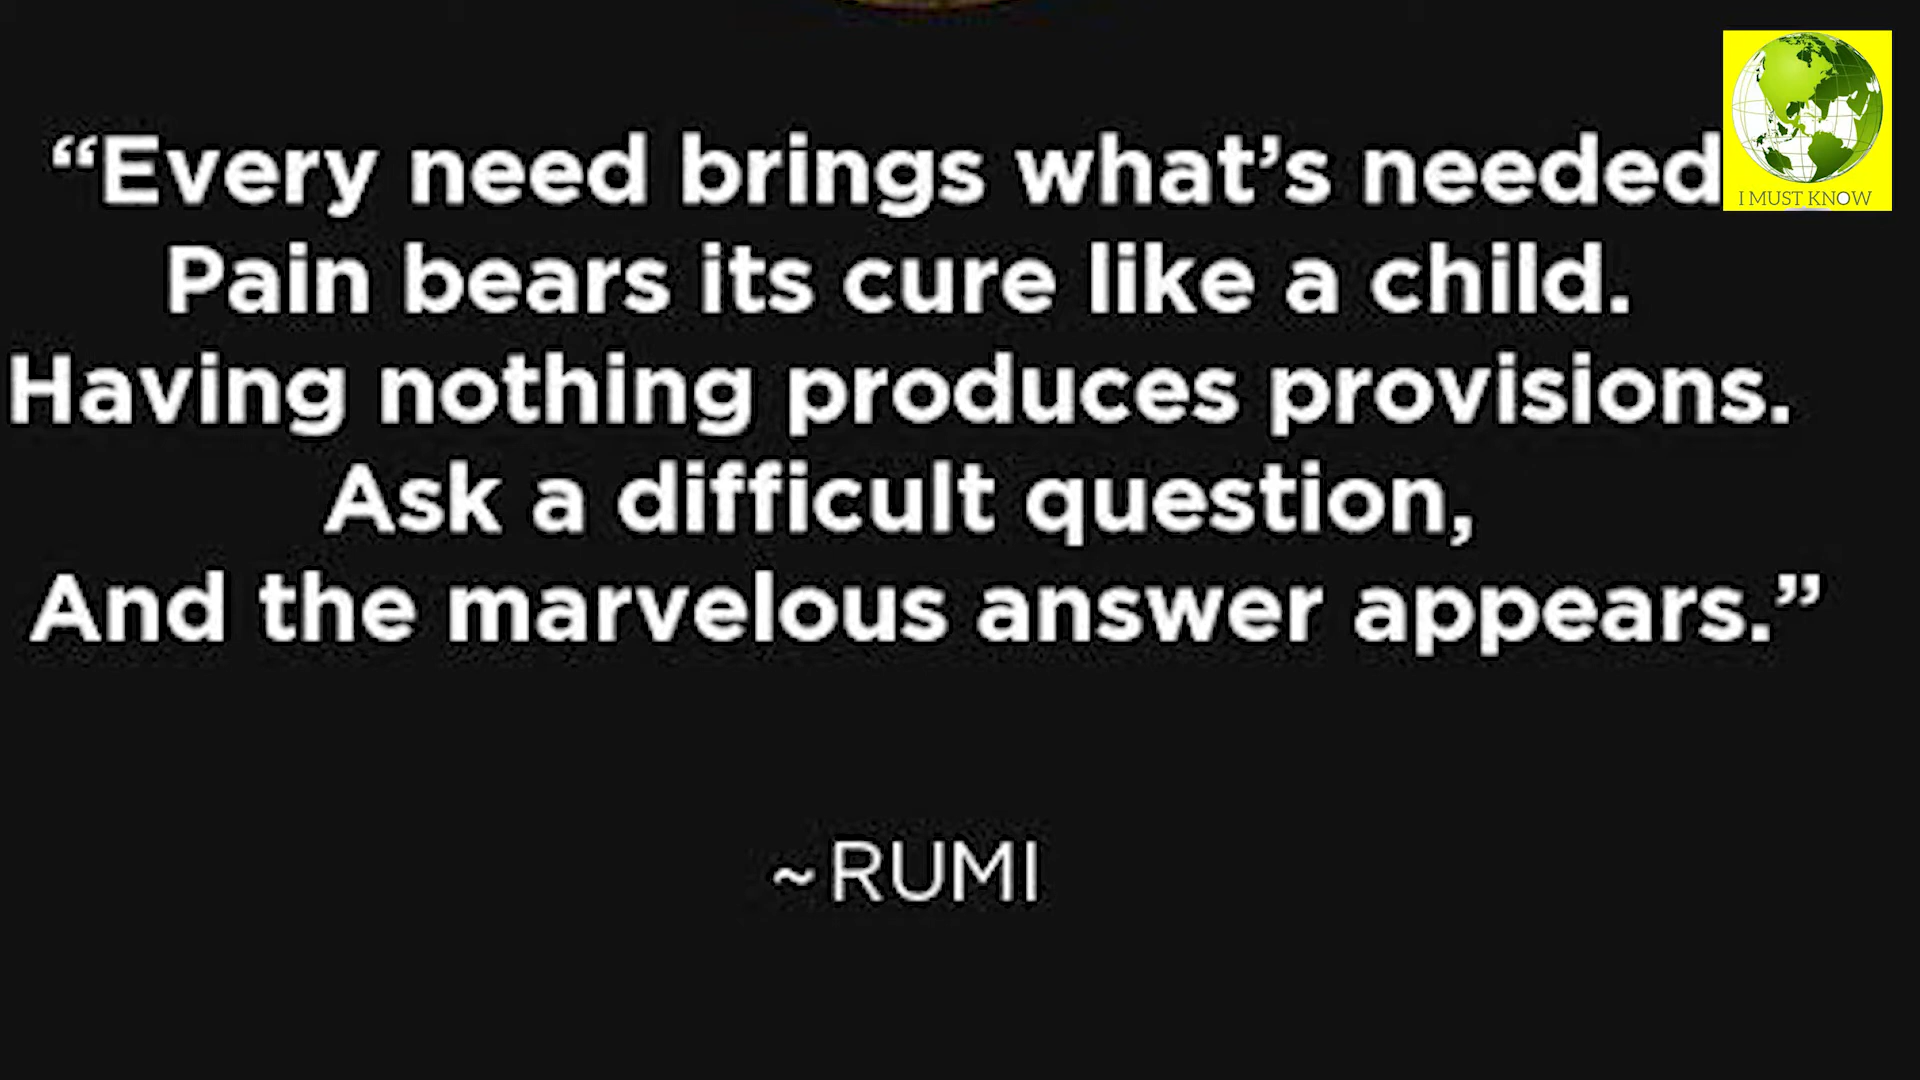 “Every need brings what’s needed
Pain bears its cure like a child.
Having nothing produces provisions.
Ask a difficult question,
And the marvelous answer appears.”
~RUMI
I MUST KNOW